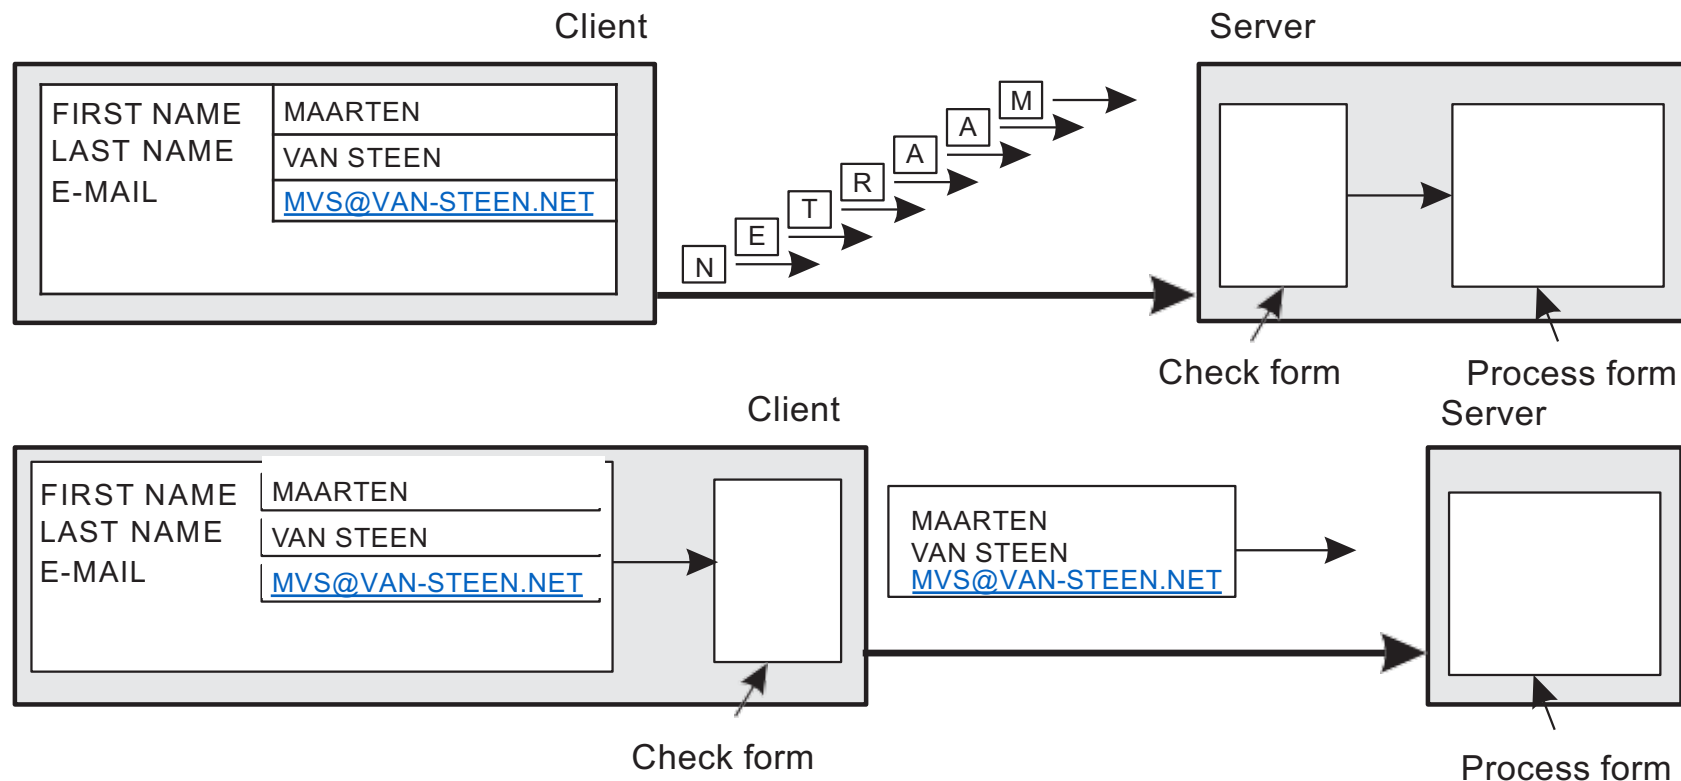 Client
Server
FIRST NAME MAARTEN
LAST NAME VAN STEEN
E-MAIL MVS@VAN-STEEN.NET
N E T R A A M
Check form
Process form
Client
Server
FIRST NAME MAARTEN
LAST NAME VAN STEEN
E-MAIL MVS@VAN-STEEN.NET
MAARTEN
VAN STEEN
MVS@VAN-STEEN.NET
Check form
Process form